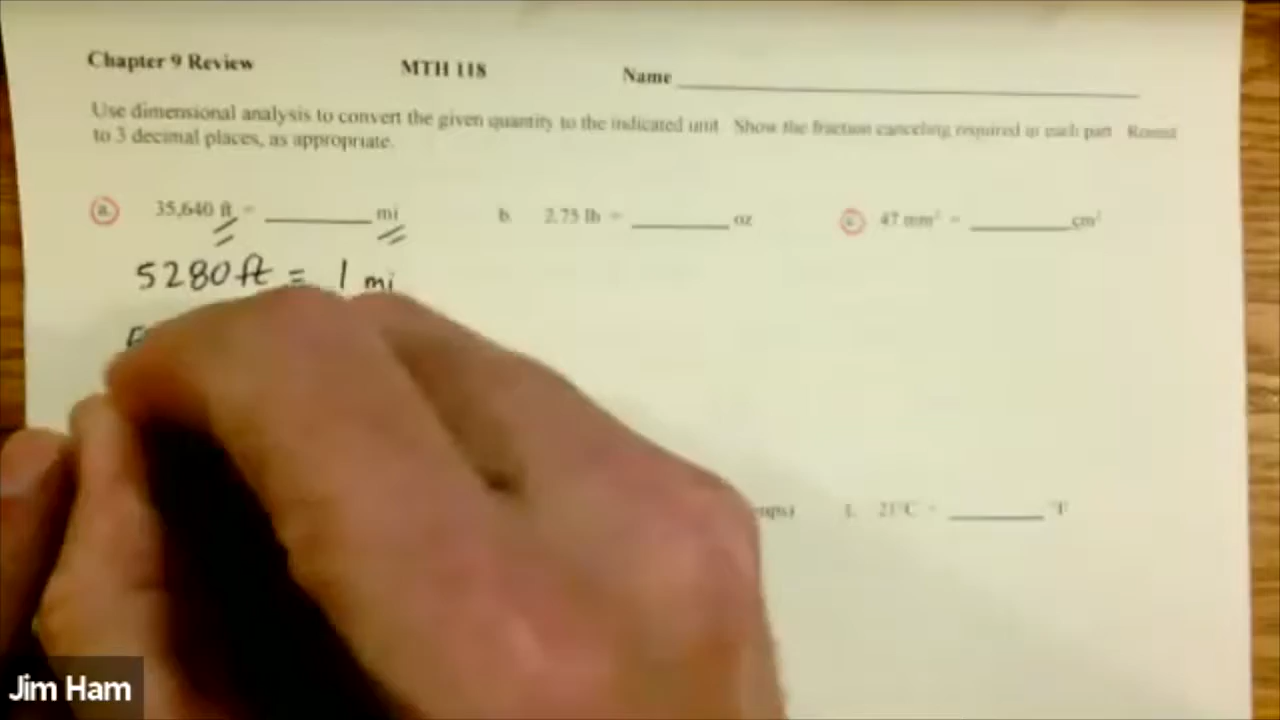 Chapter 9 Review MTH 118 Name
Use dimensional analysis to convert the given quantity to the indicated unit. Show the fraction canceling required in each part. Round
to 3 decimal places, as appropriate.
a. 35,640 ft = mi b. 2.75 lb = oz c. 47 mm² = cm²
5280 ft = 1 mi
f. 21°C = °F
Jim Ham